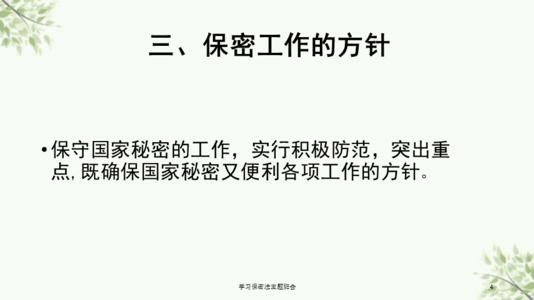 三、保密工作的方针
•保守国家秘密的工作，实行积极防范，突出重
点,既确保国家秘密又便利各项工作的方针。
学习保密法主题班会
4